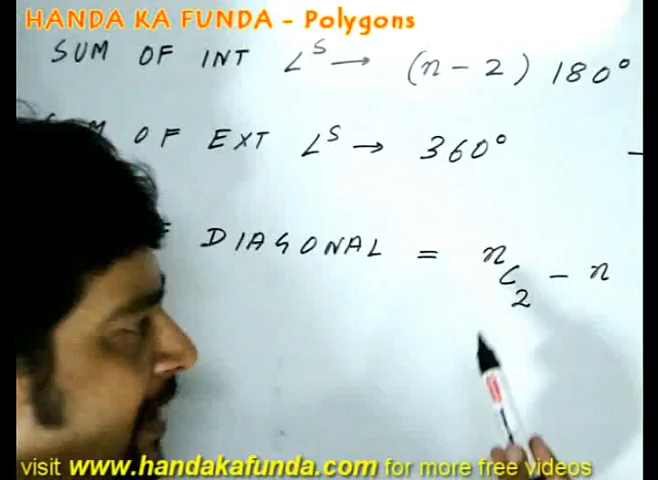 HANDA KA FUNDA - Polygons
SUM OF INT ∠S → (n - 2) 180°
OF EXT ∠S → 360°
DIAGONAL = nC2 - n
visit www.handakafunda.com for more free videos